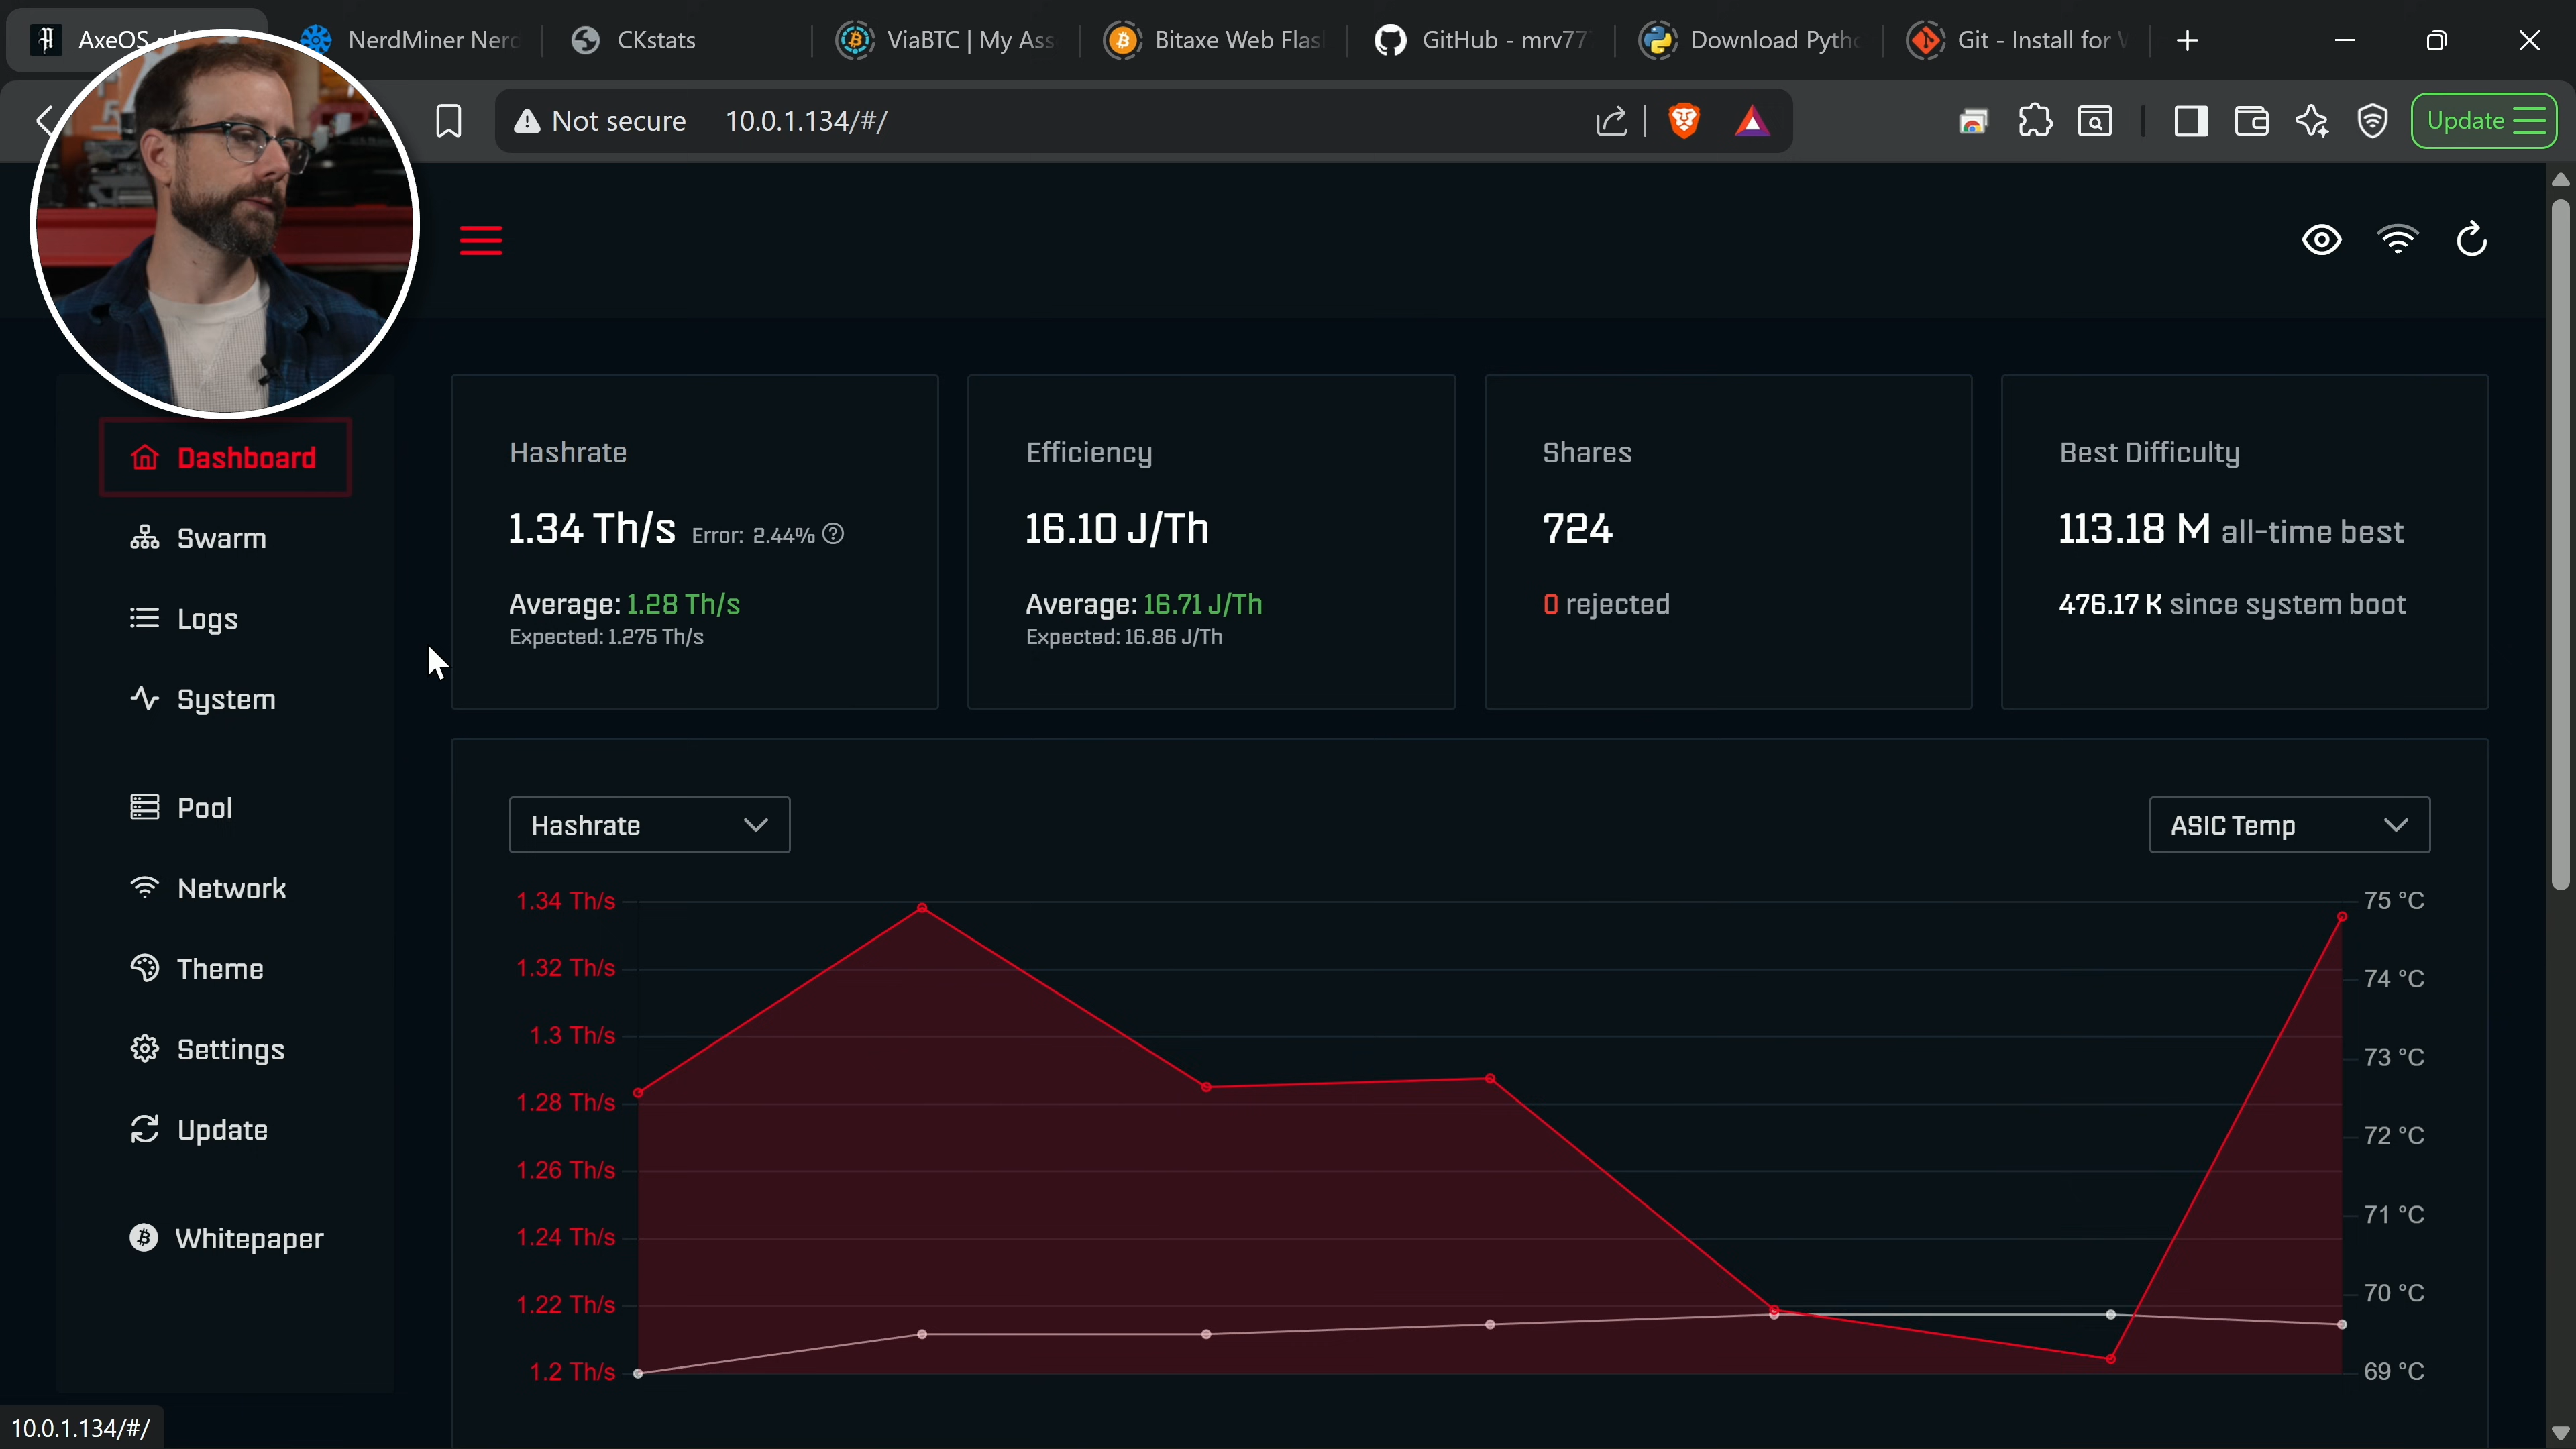 AxeOS
NerdMiner Nerd
CKstats
ViaBTC | My Ass
Bitaxe Web Flas
GitHub - mrv777
Download Pytho
Git - Install for
Not secure
10.0.1.134/#/
Update
Dashboard
Swarm
Logs
System
Pool
Network
Theme
Settings
Update
Whitepaper
Hashrate
1.34 Th/s Error: 2.44%
Average: 1.28 Th/s
Expected: 1.275 Th/s
Efficiency
16.10 J/Th
Average: 16.71 J/Th
Expected: 16.86 J/Th
Shares
724
0 rejected
Best Difficulty
113.18 M all-time best
476.17 K since system boot
Hashrate
ASIC Temp
1.34 Th/s
1.32 Th/s
1.3 Th/s
1.28 Th/s
1.26 Th/s
1.24 Th/s
1.22 Th/s
1.2 Th/s
75 °C
74 °C
73 °C
72 °C
71 °C
70 °C
69 °C
10.0.1.134/#/